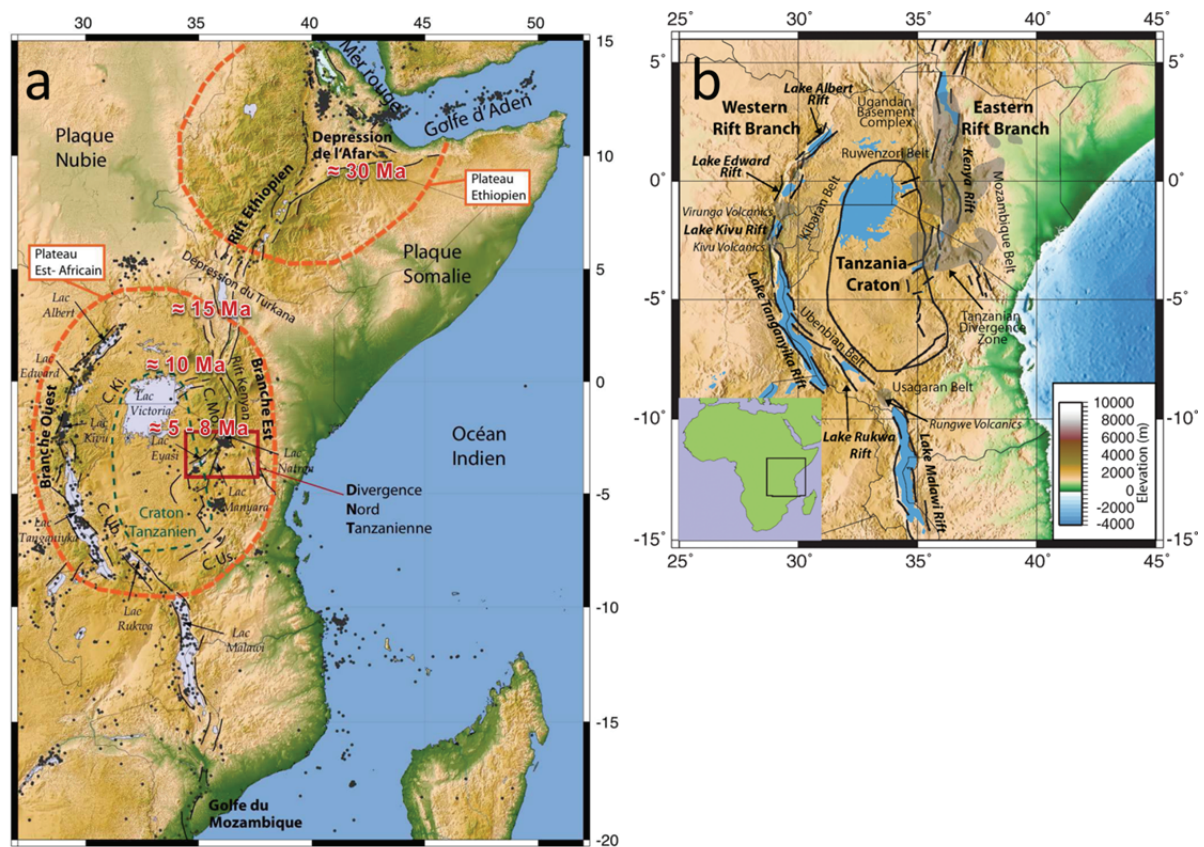 a
30
35
40
45
50
15
10
5
0
-5
-10
-15
-20
Mer rouge
Golfe d'Aden
Plaque
Nubie
Depression
de l'Afar
≈ 30 Ma
Plateau
Ethiopien
Rift Ethiopien
Plaque
Somalie
Plateau
Est- Africain
Dépression du Turkana
Lac
Albert
≈ 15 Ma
Lac
Edward
≈ 10 Ma
Rift Kenyan
Branche Est
C. Ki.
Lac
Victoria
C. Mo.
Branche Ouest
Lac
Kivu
≈ 5 - 8 Ma
Lac
Eyasi
Lac
Natron
Océan
Indien
Lac
Manyara
Divergence
Nord
Tanzanienne
Craton
Tanzanien
Lac
Tanganyika
C. Ub.
C. Us.
Lac
Rukwa
Lac
Malawi
Golfe du
Mozambique
b
25˚
30˚
35˚
40˚
45˚
5˚
0˚
-5˚
-10˚
-15˚
5˚
0˚
-5˚
-10˚
-15˚
25˚
30˚
35˚
40˚
45˚
Lake Albert
Rift
Western
Rift Branch
Ugandan
Basement
Complex
Eastern
Rift Branch
Lake Edward
Rift
Ruwenzori Belt
Kenya Rift
Mozambique Belt
Virunga Volcanics
Kibaran Belt
Lake Kivu Rift
Kivu Volcanics
Tanzania
Craton
Lake Tanganyika Rift
Ubendian Belt
Tanzanian
Divergence
Zone
Usagaran Belt
Rungwe Volcanics
Lake Rukwa
Rift
Lake Malawi Rift
10000
8000
6000
4000
2000
0
-2000
-4000
Elevation (m)